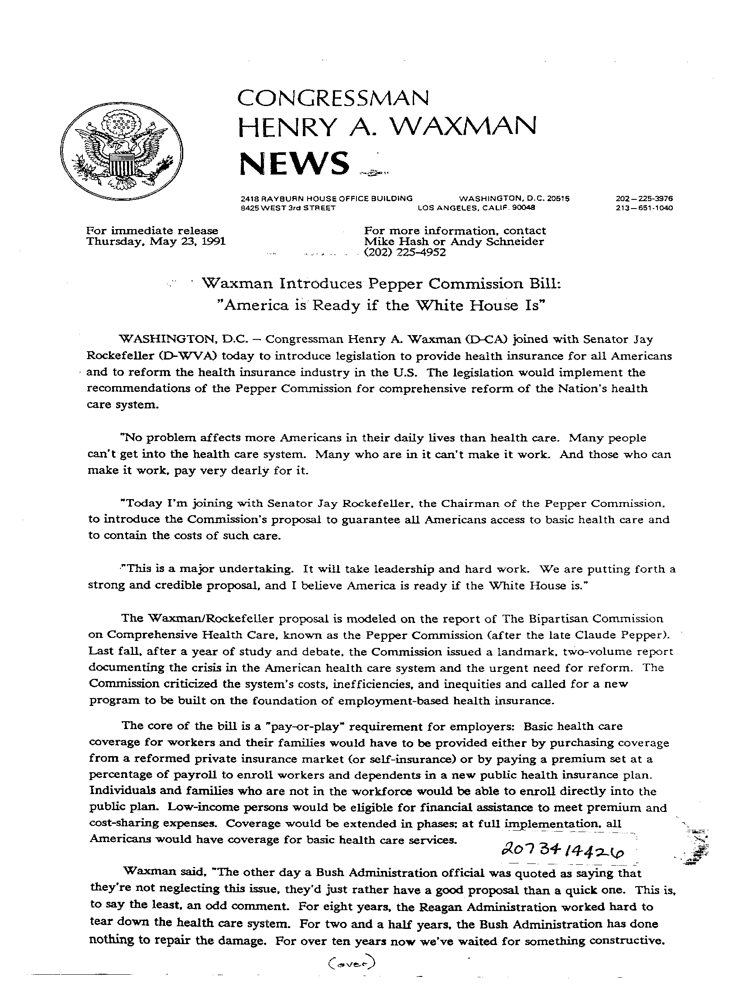 CONGRESSMAN
HENRY A. WAXMAN
NEWS
2418 RAYBURN HOUSE OFFICE BUILDING WASHINGTON, D.C. 20515 202-225-3976
8425 WEST 3rd STREET LOS ANGELES, CALIF. 90048 213-651-1040
For immediate release
Thursday, May 23, 1991
For more information, contact
Mike Hash or Andy Schneider
(202) 225-4952
Waxman Introduces Pepper Commission Bill:
"America is Ready if the White House Is"
WASHINGTON, D.C. — Congressman Henry A. Waxman (D-CA) joined with Senator Jay
Rockefeller (D-WVA) today to introduce legislation to provide health insurance for all Americans
and to reform the health insurance industry in the U.S. The legislation would implement the
recommendations of the Pepper Commission for comprehensive reform of the Nation's health
care system.
"No problem affects more Americans in their daily lives than health care. Many people
can't get into the health care system. Many who are in it can't make it work. And those who can
make it work, pay very dearly for it.
"Today I'm joining with Senator Jay Rockefeller, the Chairman of the Pepper Commission,
to introduce the Commission's proposal to guarantee all Americans access to basic health care and
to contain the costs of such care.
"This is a major undertaking. It will take leadership and hard work. We are putting forth a
strong and credible proposal, and I believe America is ready if the White House is."
The Waxman/Rockefeller proposal is modeled on the report of The Bipartisan Commission
on Comprehensive Health Care, known as the Pepper Commission (after the late Claude Pepper).
Last fall, after a year of study and debate, the Commission issued a landmark, two-volume report
documenting the crisis in the American health care system and the urgent need for reform. The
Commission criticized the system's costs, inefficiencies, and inequities and called for a new
program to be built on the foundation of employment-based health insurance.
The core of the bill is a "pay-or-play" requirement for employers: Basic health care
coverage for workers and their families would have to be provided either by purchasing coverage
from a reformed private insurance market (or self-insurance) or by paying a premium set at a
percentage of payroll to enroll workers and dependents in a new public health insurance plan.
Individuals and families who are not in the workforce would be able to enroll directly into the
public plan. Low-income persons would be eligible for financial assistance to meet premium and
cost-sharing expenses. Coverage would be extended in phases; at full implementation, all
Americans would have coverage for basic health care services.
2073414426
Waxman said, "The other day a Bush Administration official was quoted as saying that
they're not neglecting this issue, they'd just rather have a good proposal than a quick one. This is,
to say the least, an odd comment. For eight years, the Reagan Administration worked hard to
tear down the health care system. For two and a half years, the Bush Administration has done
nothing to repair the damage. For over ten years now we've waited for something constructive.
(over)